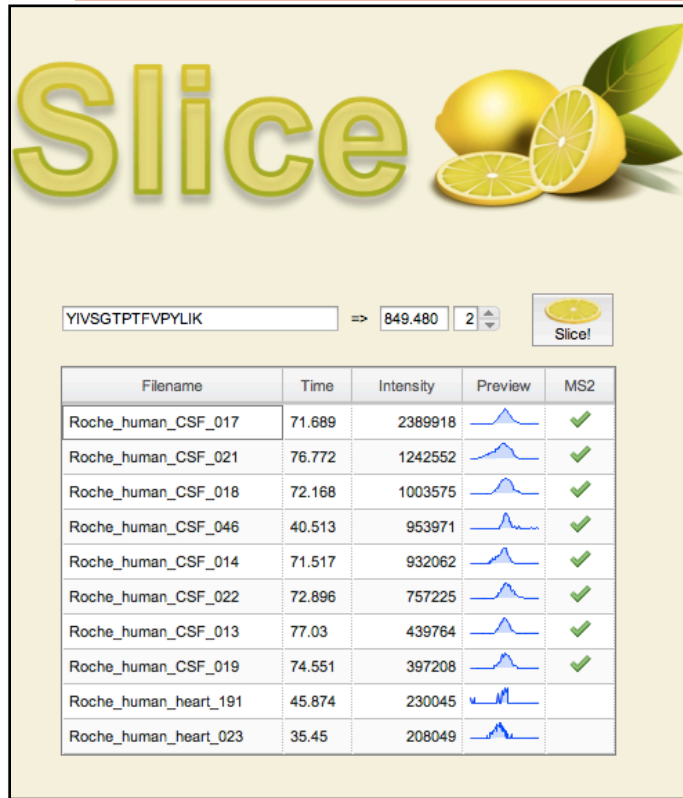 Slice
YIVSGTPTFVPYLIK => 849.480 2 Slice!
Filename Time Intensity Preview MS2
Roche_human_CSF_017 71.689 2389918
Roche_human_CSF_021 76.772 1242552
Roche_human_CSF_018 72.168 1003575
Roche_human_CSF_046 40.513 953971
Roche_human_CSF_014 71.517 932062
Roche_human_CSF_022 72.896 757225
Roche_human_CSF_013 77.03 439764
Roche_human_CSF_019 74.551 397208
Roche_human_heart_191 45.874 230045
Roche_human_heart_023 35.45 208049